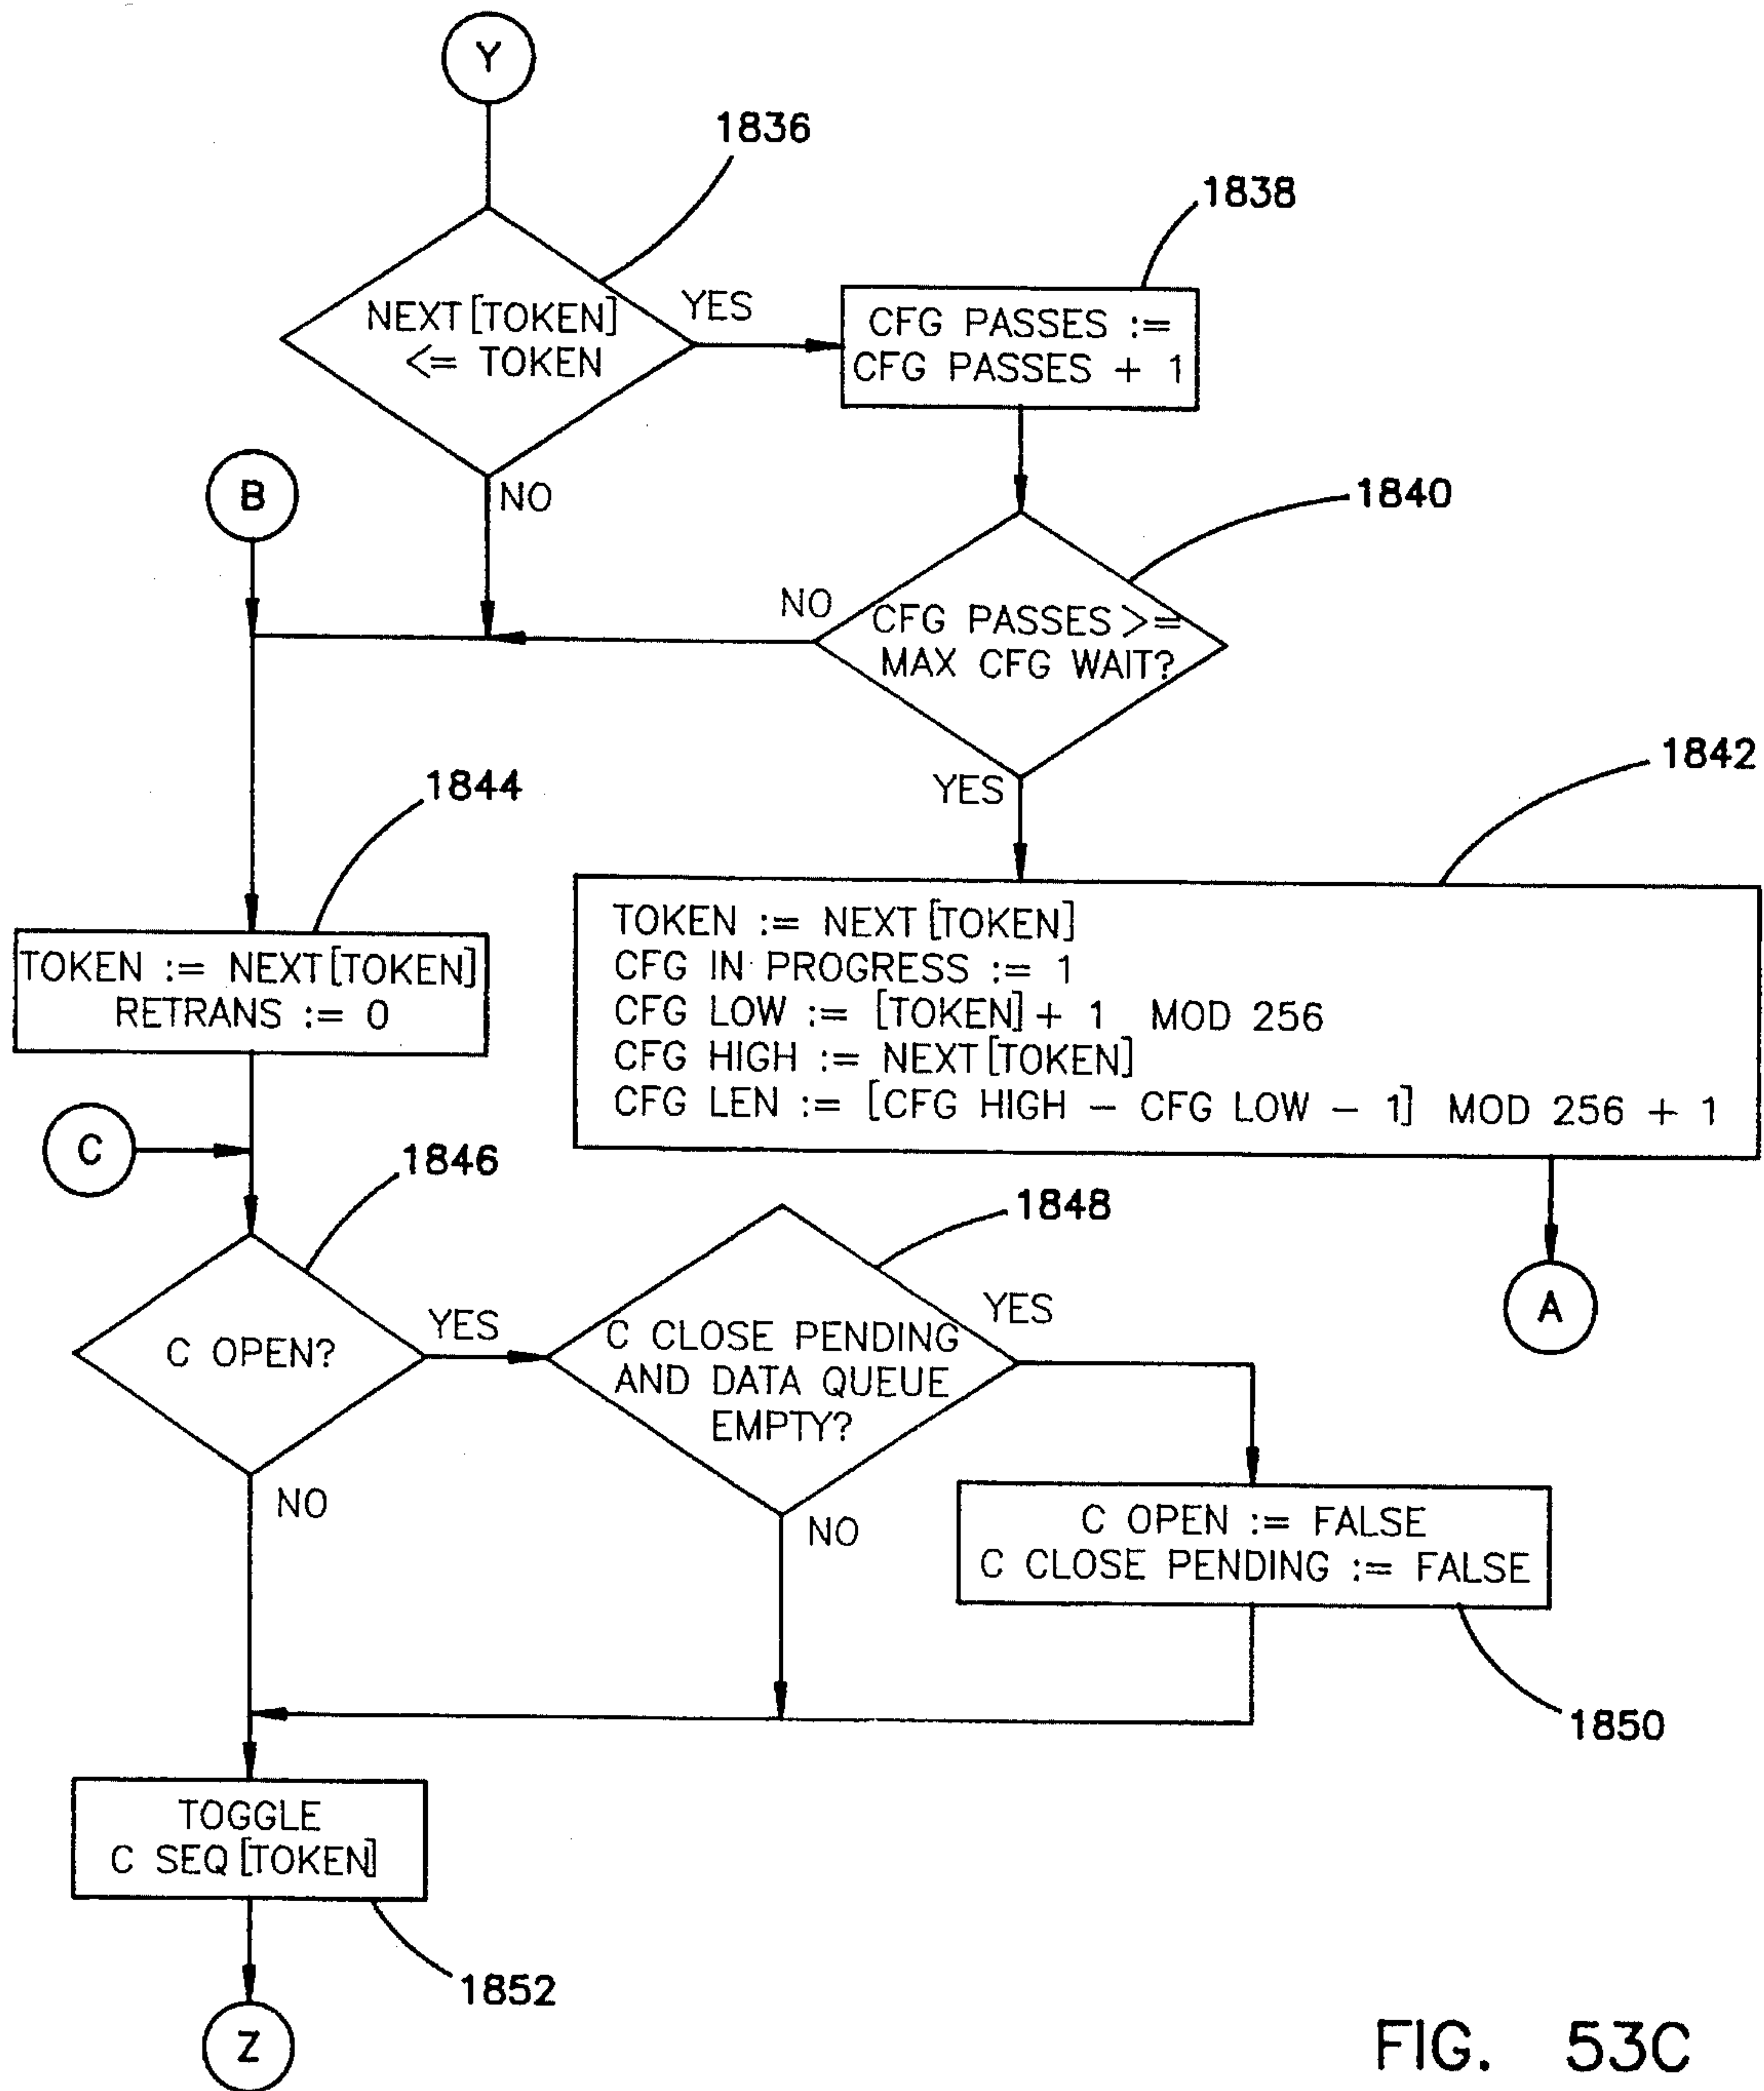 Y
1836
1838
NEXT[TOKEN]
<= TOKEN
YES
CFG PASSES :=
CFG PASSES + 1
B
NO
1840
NO
CFG PASSES >=
MAX CFG WAIT?
YES
1842
1844
TOKEN := NEXT[TOKEN]
RETRANS := 0
TOKEN := NEXT[TOKEN]
CFG IN PROGRESS := 1
CFG LOW := [TOKEN] + 1 MOD 256
CFG HIGH := NEXT[TOKEN]
CFG LEN := [CFG HIGH – CFG LOW – 1] MOD 256 + 1
C
1846
1848
A
C OPEN?
YES
C CLOSE PENDING
AND DATA QUEUE
EMPTY?
YES
NO
NO
C OPEN := FALSE
C CLOSE PENDING := FALSE
1850
TOGGLE
C SEQ[TOKEN]
1852
Z
FIG. 53C